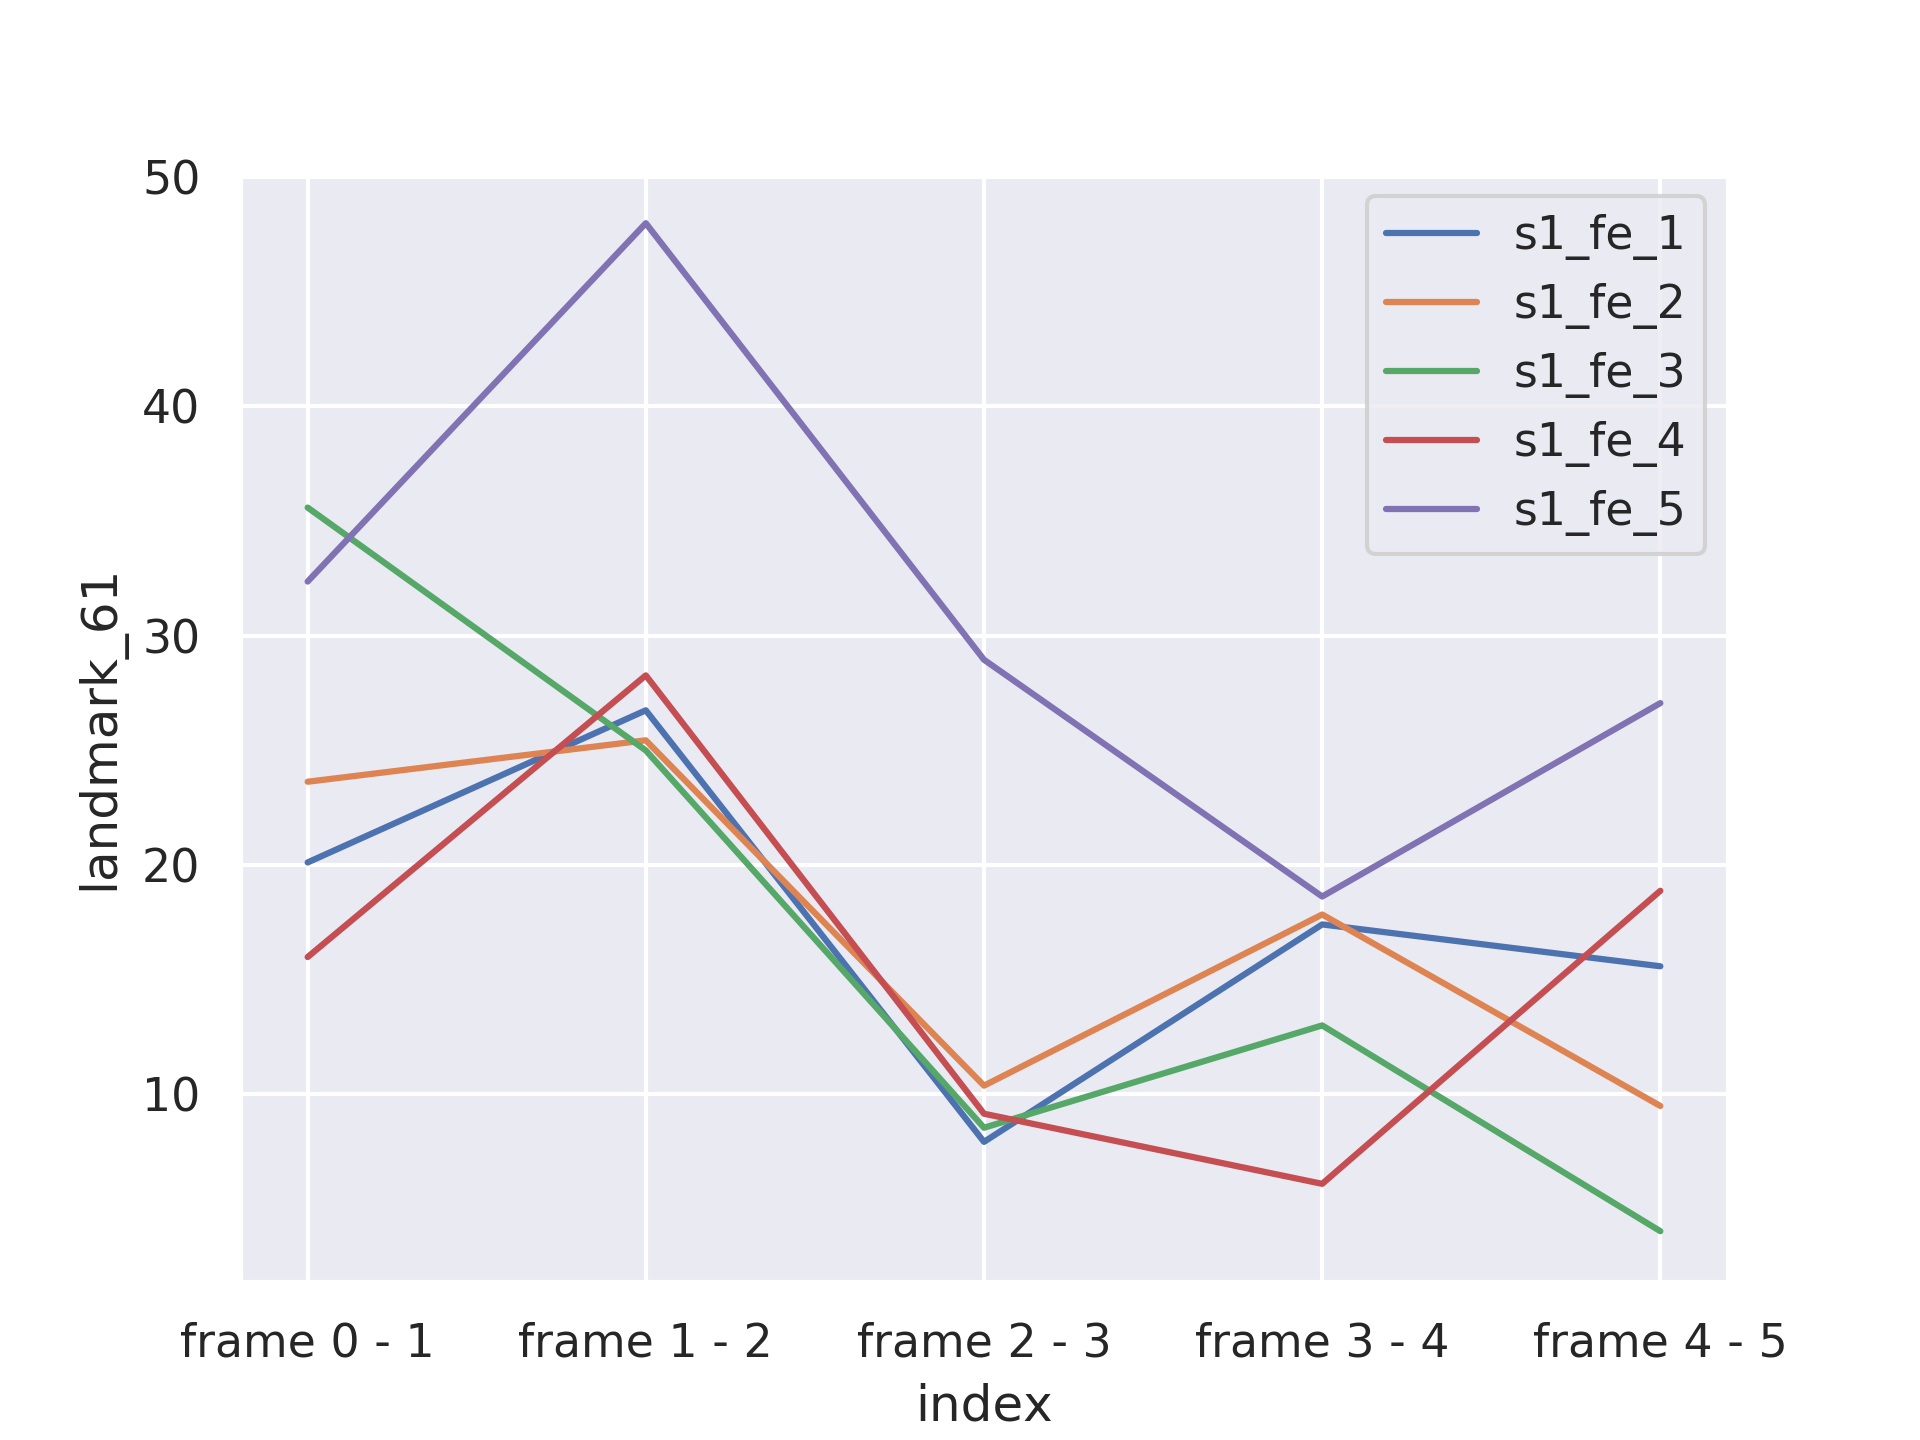 50
40
30
20
10
landmark_61
s1_fe_1
s1_fe_2
s1_fe_3
s1_fe_4
s1_fe_5
frame 0 - 1 frame 1 - 2 frame 2 - 3 frame 3 - 4 frame 4 - 5
index